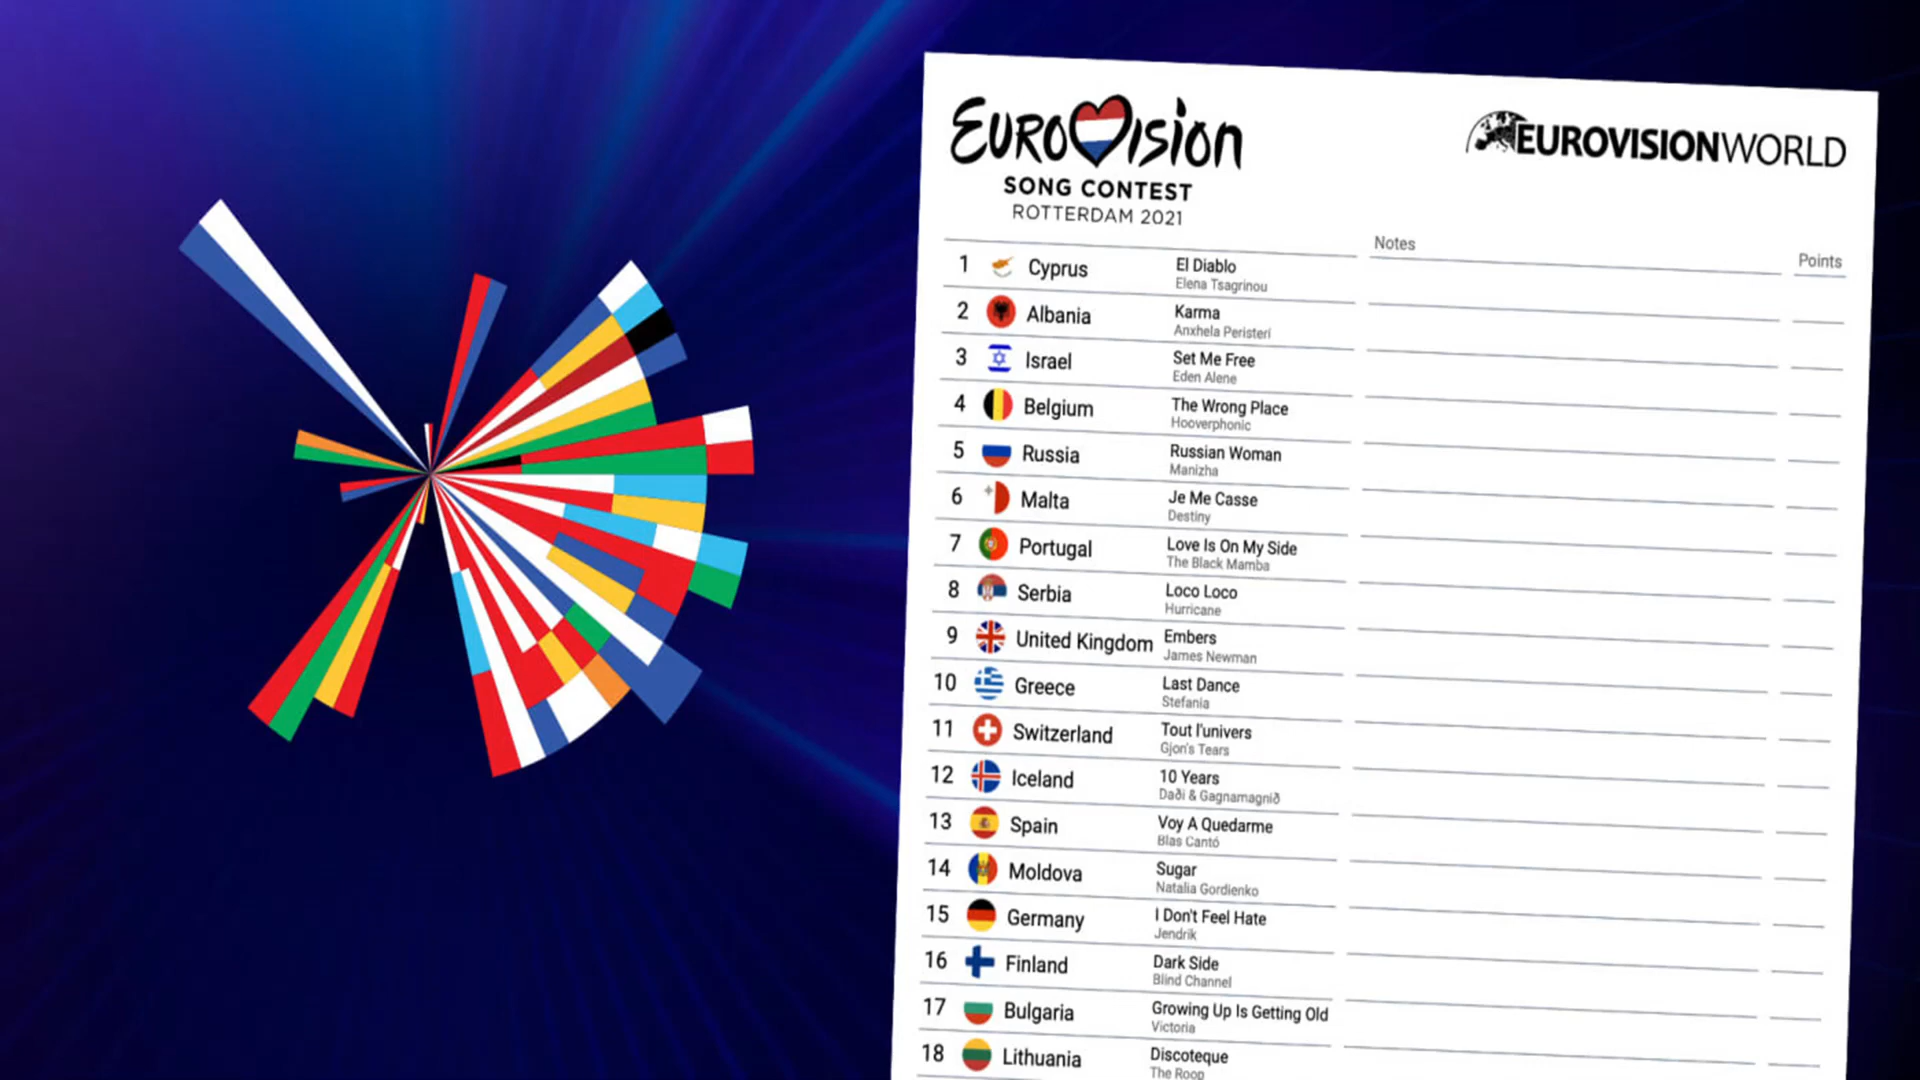 EUROVISION
SONG CONTEST
ROTTERDAM 2021
EUROVISIONWORLD
Notes
Points
1 Cyprus El Diablo
Elena Tsagrinou
2 Albania Karma
Anxhela Peristeri
3 Israel Set Me Free
Eden Alene
4 Belgium The Wrong Place
Hooverphonic
5 Russia Russian Woman
Manizha
6 Malta Je Me Casse
Destiny
7 Portugal Love Is On My Side
The Black Mamba
8 Serbia Loco Loco
Hurricane
9 United Kingdom Embers
James Newman
10 Greece Last Dance
Stefania
11 Switzerland Tout l'univers
Gjon's Tears
12 Iceland 10 Years
Daði & Gagnamagnið
13 Spain Voy A Quedarme
Blas Cantó
14 Moldova Sugar
Natalia Gordienko
15 Germany I Don't Feel Hate
Jendrik
16 Finland Dark Side
Blind Channel
17 Bulgaria Growing Up Is Getting Old
Victoria
18 Lithuania Discoteque
The Roop